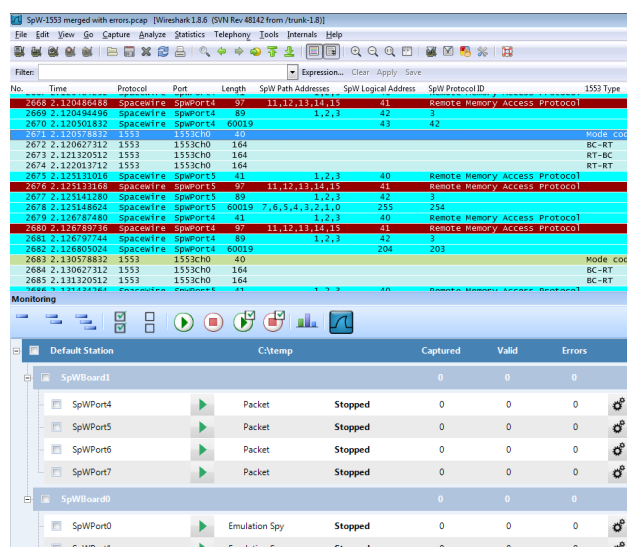 SpW-1553 merged with errors.pcap [Wireshark 1.8.6 (SVN Rev 48142 from /trunk-1.8)]
File Edit View Go Capture Analyze Statistics Telephony Tools Internals Help
Filter: Expression... Clear Apply Save
No. Time Protocol Port Length SpW Path Addresses SpW Logical Address SpW Protocol ID 1553 Type
2668 2.120486488 SpaceWire SpWPort4 97 11,12,13,14,15 41 Remote Memory Access Protocol
2669 2.120494496 SpaceWire SpWPort4 89 1,2,3 42 3
2670 2.120501832 SpaceWire SpWPort4 60019 43 42
2671 2.120578832 1553 1553Ch0 40 Mode cod
2672 2.120627312 1553 1553Ch0 164 BC-RT
2673 2.121320512 1553 1553Ch0 164 RT-BC
2674 2.122013712 1553 1553Ch0 164 RT-RT
2675 2.125131016 SpaceWire SpWPort5 41 1,2,3 40 Remote Memory Access Protocol
2676 2.125133168 SpaceWire SpWPort5 97 11,12,13,14,15 41 Remote Memory Access Protocol
2677 2.125141280 SpaceWire SpWPort5 89 1,2,3 42 3
2678 2.125148624 SpaceWire SpWPort5 60019 7,6,5,4,3,2,1,0 255 254
2679 2.126787480 SpaceWire SpWPort4 41 1,2,3 40 Remote Memory Access Protocol
2680 2.126789736 SpaceWire SpWPort4 97 11,12,13,14,15 41 Remote Memory Access Protocol
2681 2.126797744 SpaceWire SpWPort4 89 1,2,3 42 3
2682 2.126805024 SpaceWire SpWPort4 60019 204 203
2683 2.130578832 1553 1553Ch0 40 Mode cod
2684 2.130627312 1553 1553Ch0 164 BC-RT
2685 2.131320512 1553 1553Ch0 164 RT-BC
Monitoring
Default Station C:\temp Captured Valid Errors
SpWBoard1 0 0 0
SpWPort4 Packet Stopped 0 0 0
SpWPort5 Packet Stopped 0 0 0
SpWPort6 Packet Stopped 0 0 0
SpWPort7 Packet Stopped 0 0 0
SpWBoard0 0 0 0
SpWPort0 Emulation Spy Stopped 0 0 0